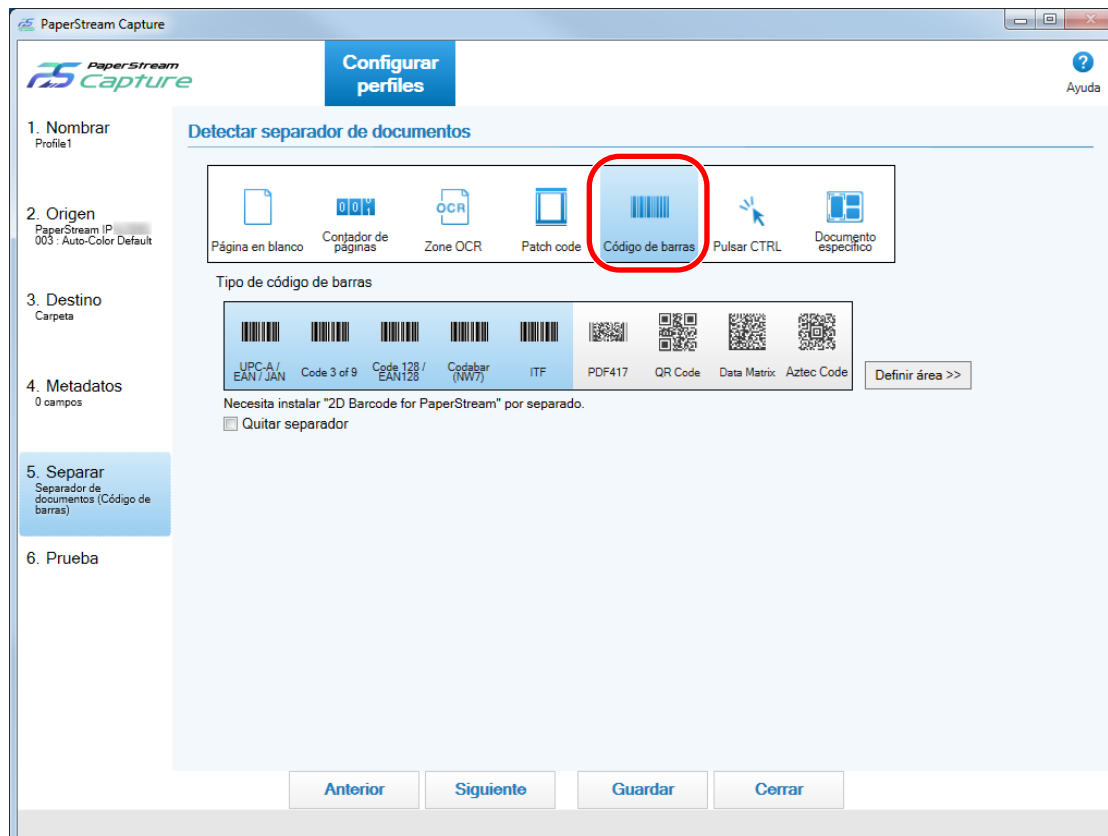 PaperStream Capture
PaperStream
Capture
Configurar
perfiles
?
Ayuda
1. Nombrar
Profile1
2. Origen
PaperStream IP
003 : Auto-Color Default
3. Destino
Carpeta
4. Metadatos
0 campos
5. Separar
Separador de
documentos (Código de
barras)
6. Prueba
Detectar separador de documentos
Página en blanco
Contador de
páginas
OCR
Zone OCR
Patch code
Código de barras
Pulsar CTRL
Documento
específico
Tipo de código de barras
UPC-A /
EAN / JAN
Code 3 of 9
Code 128 /
EAN128
Codabar
(NW7)
ITF
PDF417
QR Code
Data Matrix
Aztec Code
Definir área >>
Necesita instalar "2D Barcode for PaperStream" por separado.
Quitar separador
Anterior
Siguiente
Guardar
Cerrar